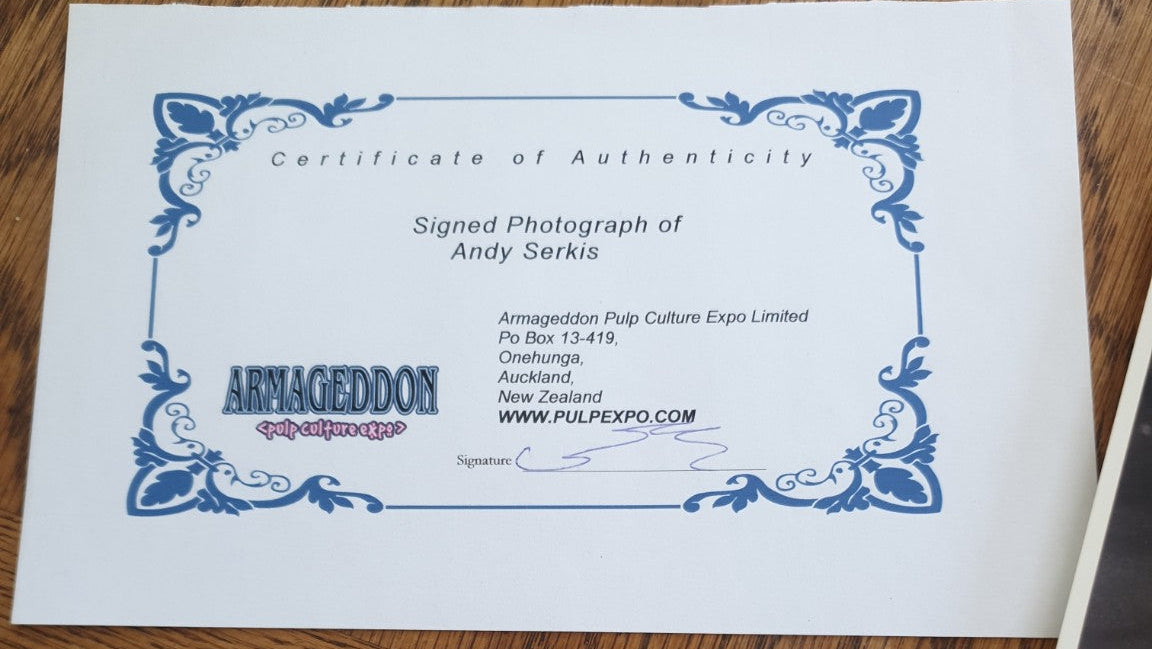 Certificate of Authenticity
Signed Photograph of
Andy Serkis
Armageddon Pulp Culture Expo Limited
Po Box 13-419,
Onehunga,
Auckland,
New Zealand
WWW.PULPEXPO.COM
ARMAGEDDON
<pulp culture expo>
Signature